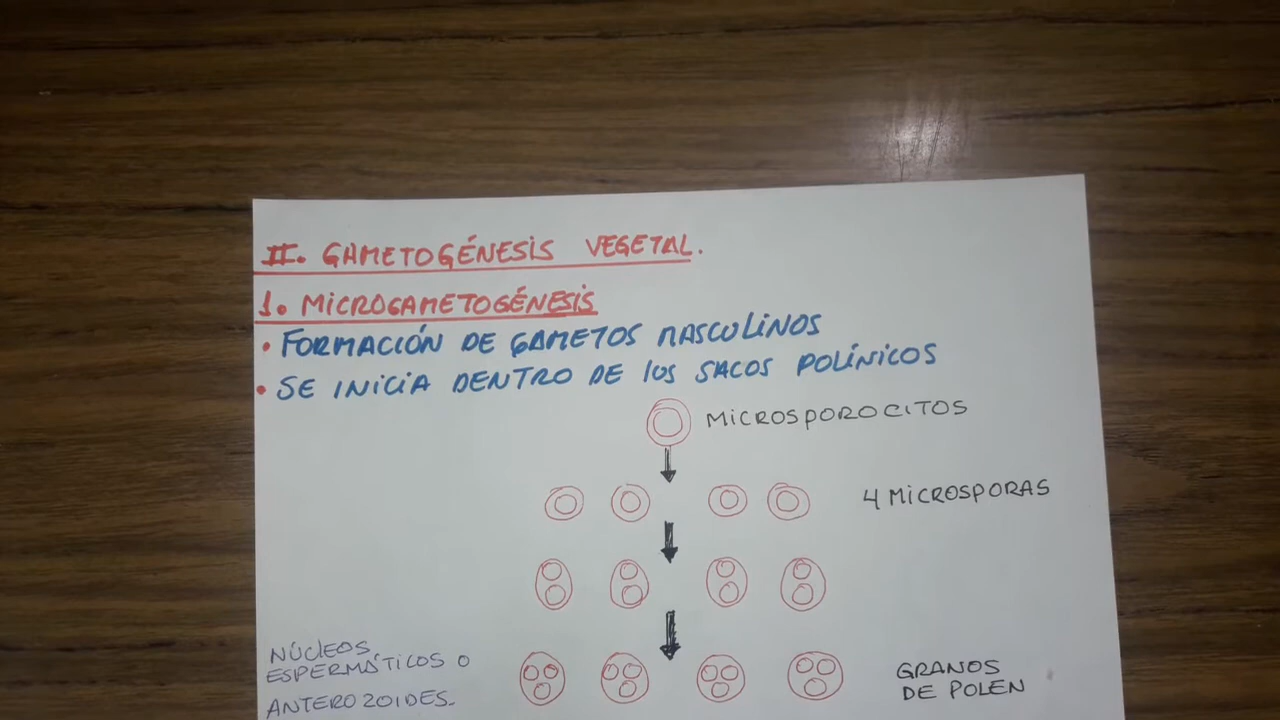 II. GAMETOGÉNESIS VEGETAL.
1. MICROGAMETOGÉNESIS
• FORMACIÓN DE GAMETOS MASCULINOS
• SE INICIA DENTRO DE LOS SACOS POLÍNICOS
MICROSPOROCITOS
4 MICROSPORAS
NÚCLEOS
ESPERMÁTICOS O
ANTEROZOIDES.
GRANOS
DE POLEN